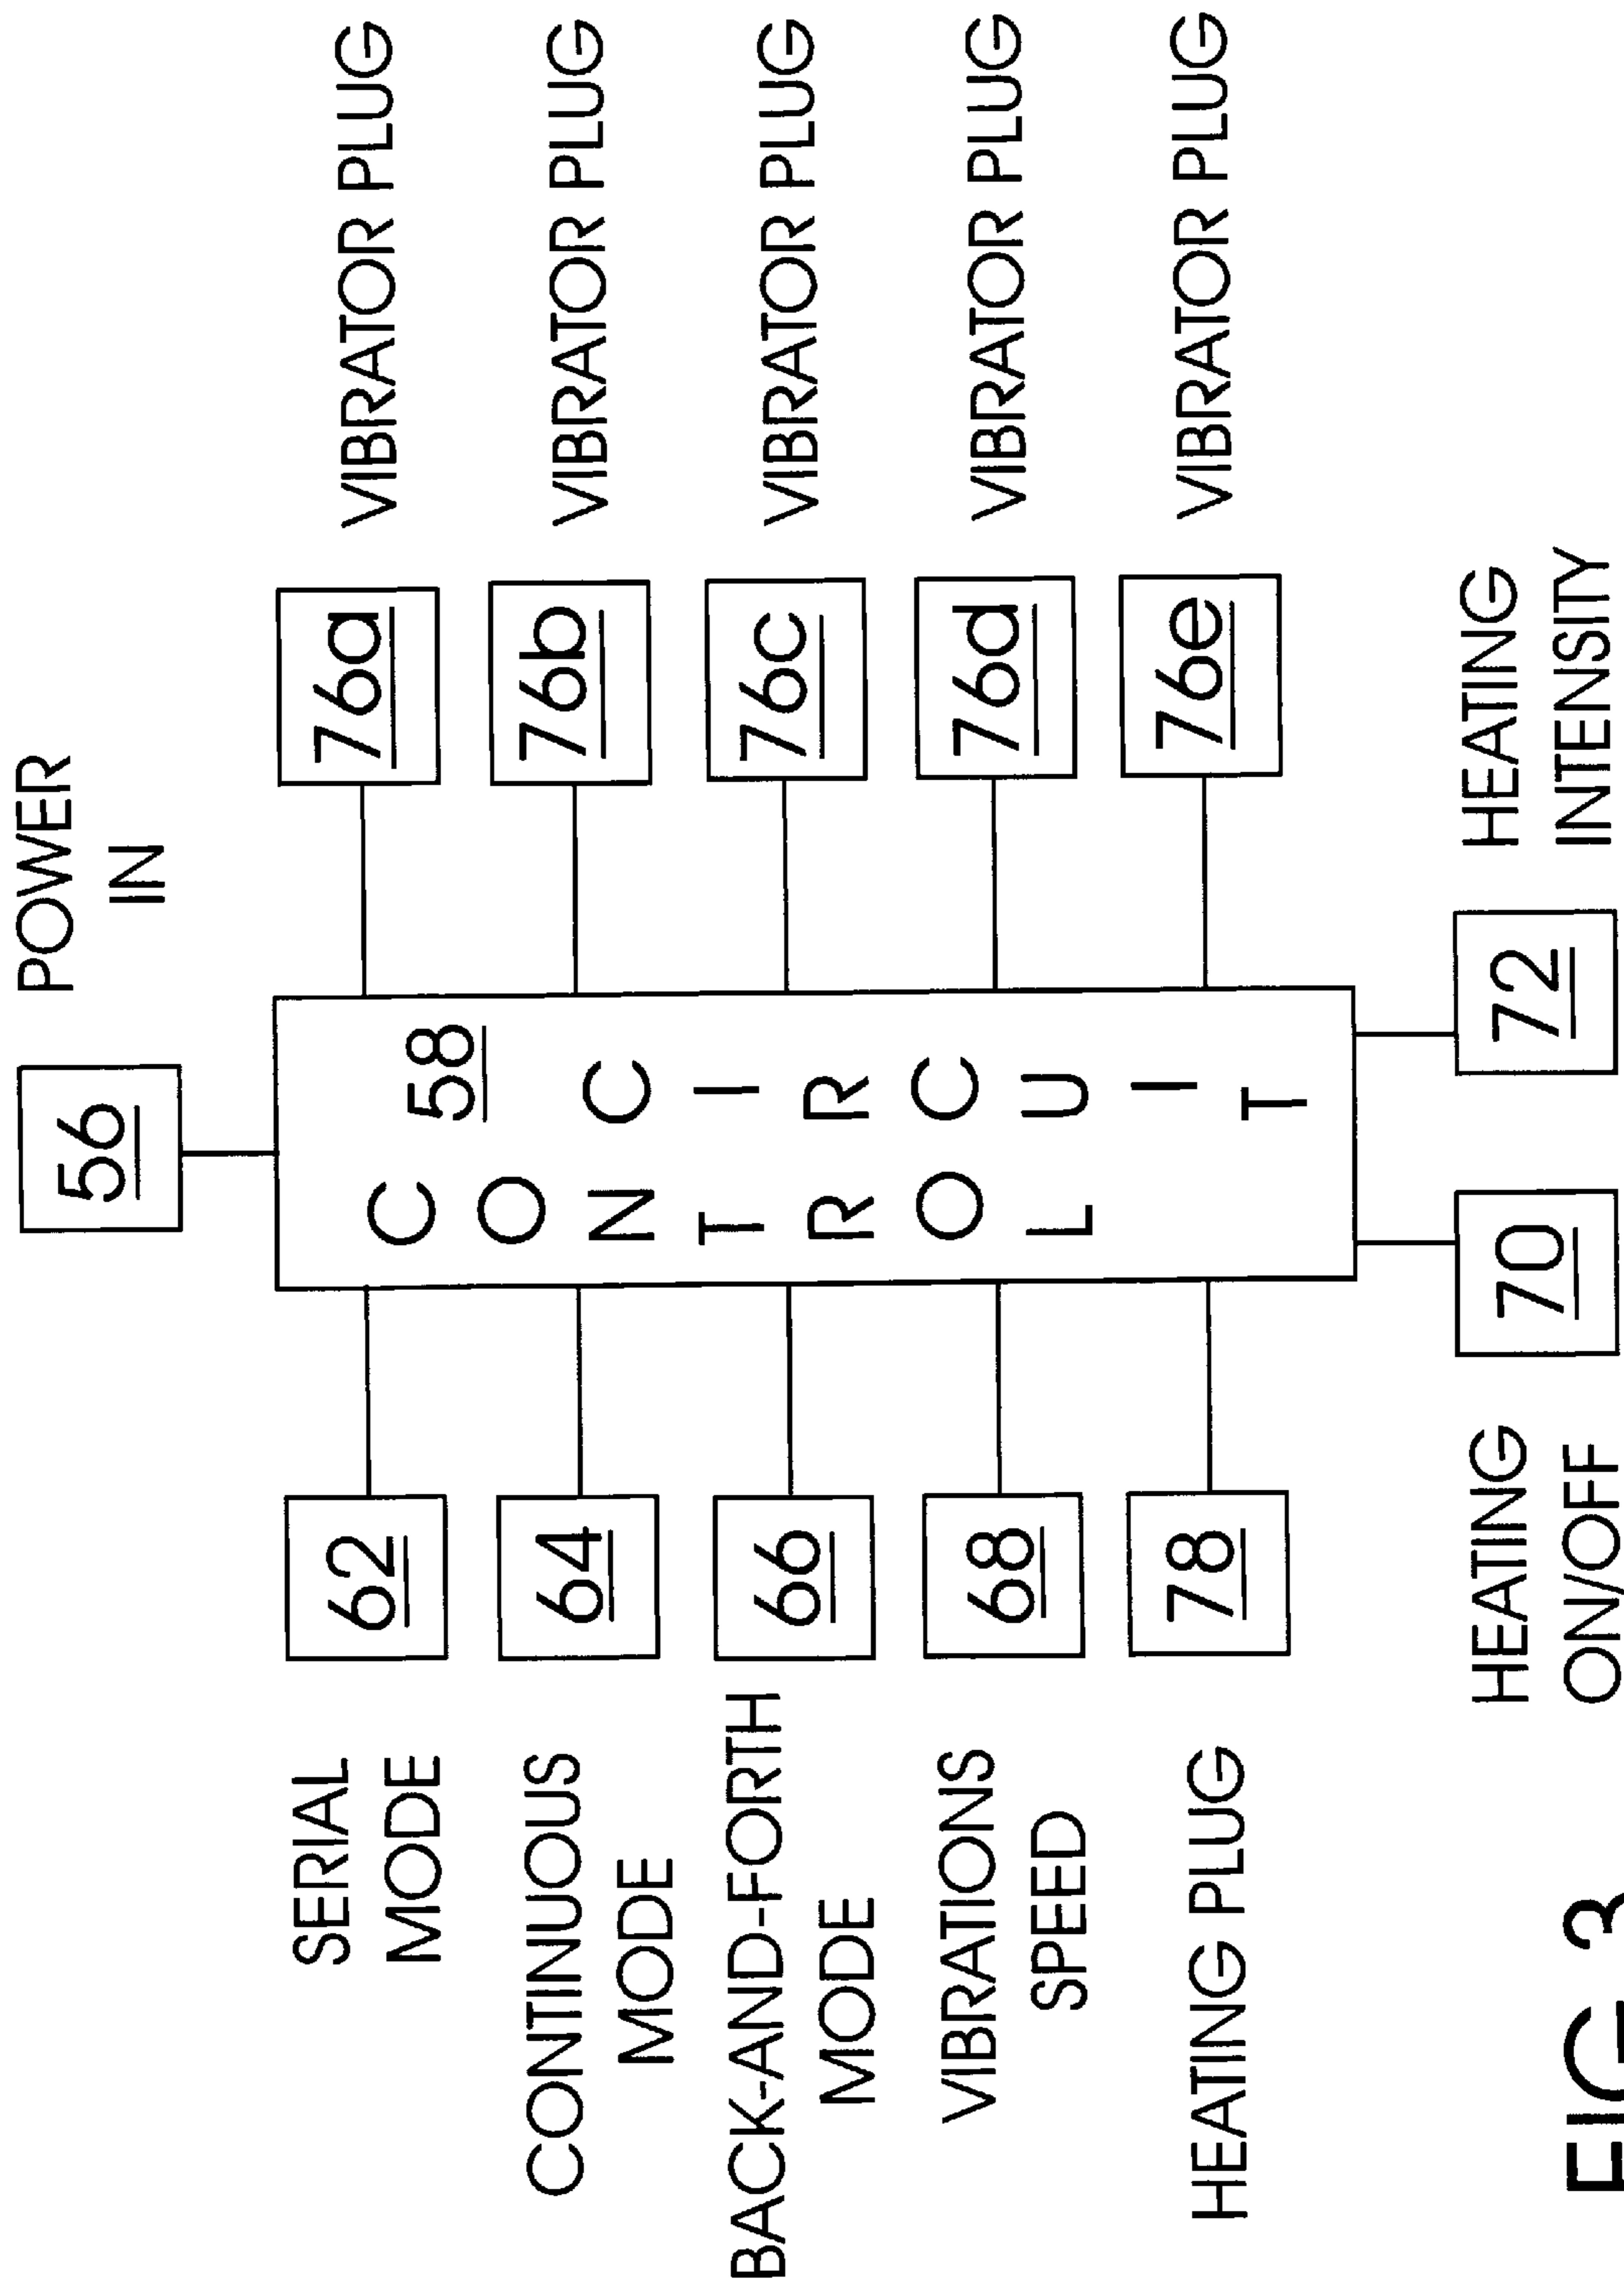 POWER
IN
56
SERIAL
MODE
62
CONTINUOUS
MODE
64
BACK-AND-FORTH
MODE
66
VIBRATIONS
SPEED
68
HEATING PLUG
78
58
CONTROL
CIRCUIT
76a
VIBRATOR PLUG
76b
VIBRATOR PLUG
76c
VIBRATOR PLUG
76d
VIBRATOR PLUG
76e
VIBRATOR PLUG
HEATING
ON/OFF
70
72
HEATING
INTENSITY
FIG 3